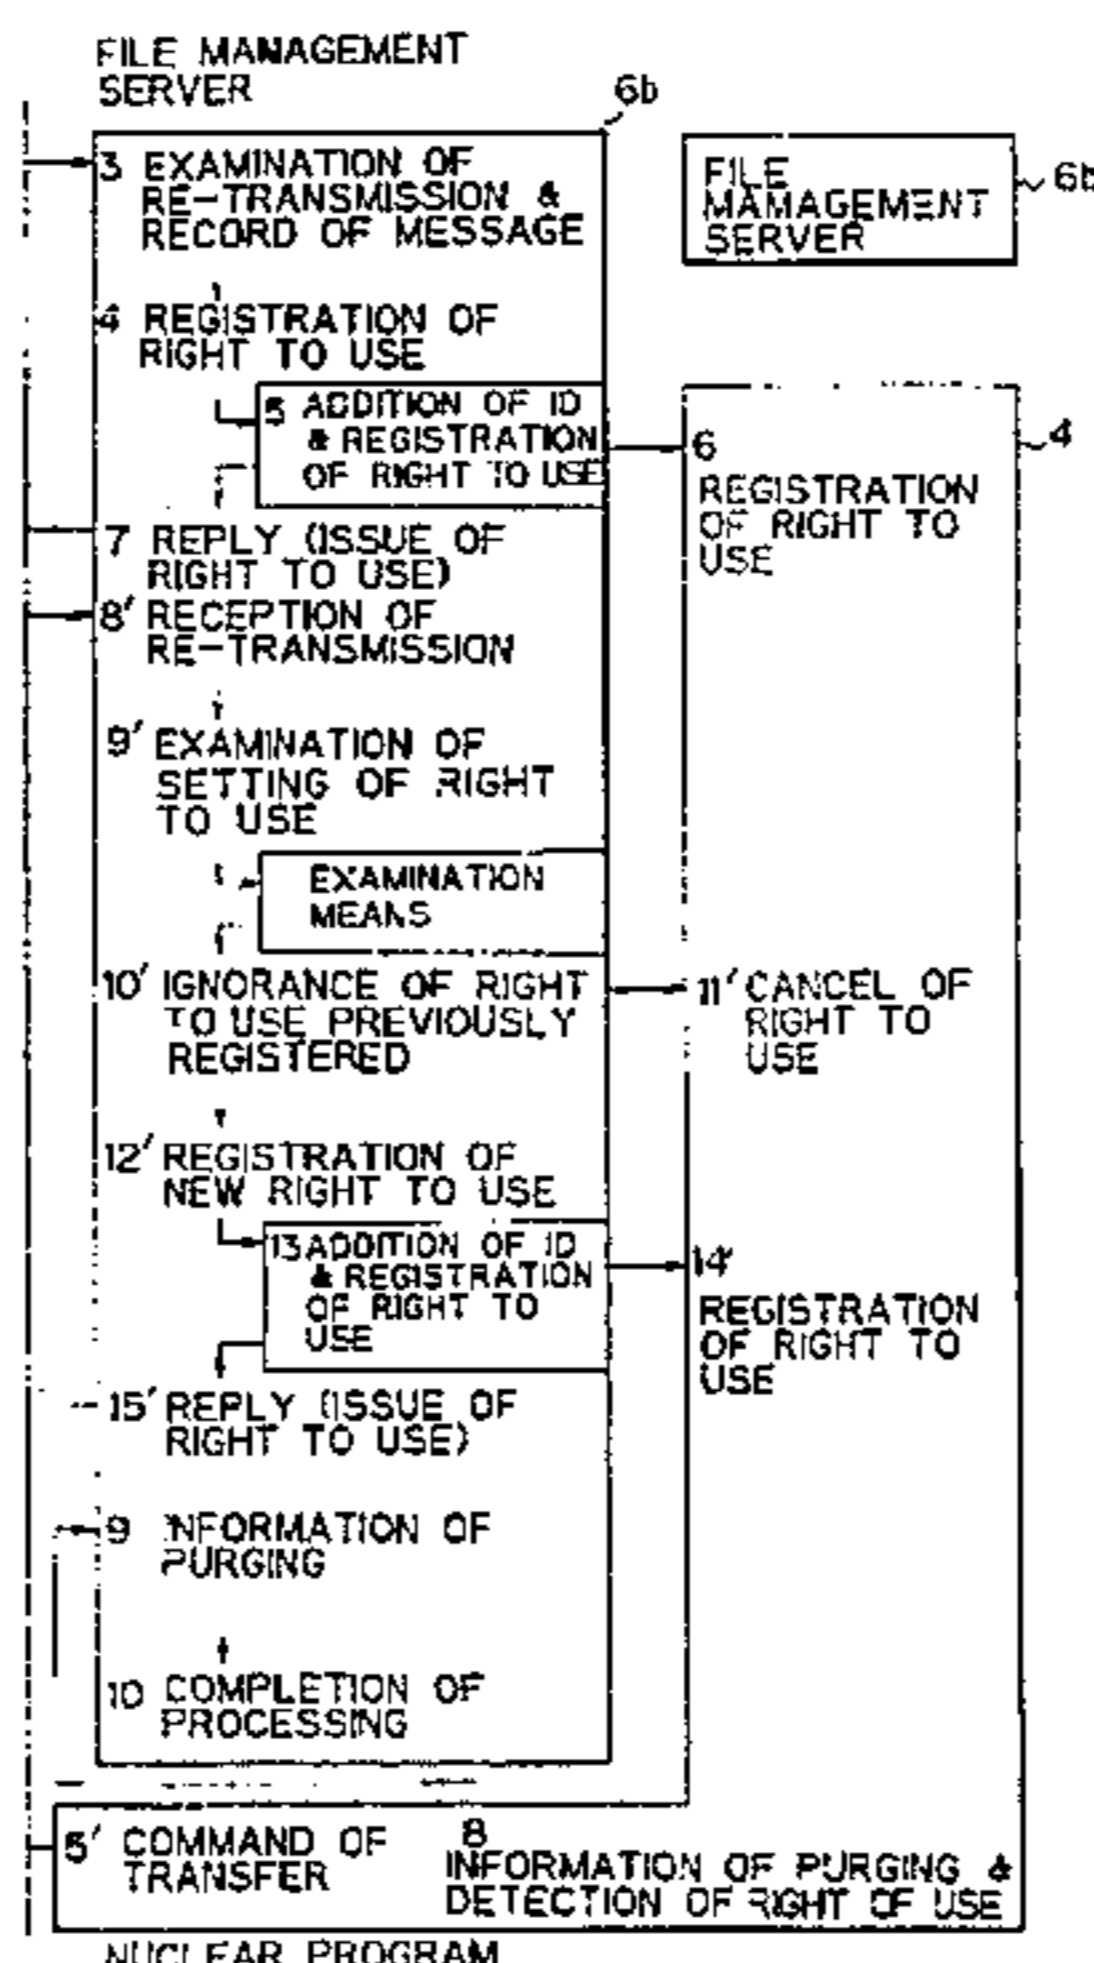 FILE MANAGEMENT
SERVER
6b
3 EXAMINATION OF
RE-TRANSMISSION &
RECORD OF MESSAGE
FILE
MAMAGEMENT
SERVER
6b
4 REGISTRATION OF
RIGHT TO USE
5 ADDITION OF ID
& REGISTRATION
OF RIGHT TO USE
6
REGISTRATION
OF RIGHT TO
USE
4
7 REPLY (ISSUE OF
RIGHT TO USE)
8' RECEPTION OF
RE-TRANSMISSION
9' EXAMINATION OF
SETTING OF RIGHT
TO USE
EXAMINATION
MEANS
10' IGNORANCE OF RIGHT
TO USE PREVIOUSLY
REGISTERED
11' CANCEL OF
RIGHT TO
USE
12' REGISTRATION OF
NEW RIGHT TO USE
13 ADDITION OF ID
& REGISTRATION
OF RIGHT TO
USE
14'
REGISTRATION
OF RIGHT TO
USE
15' REPLY (ISSUE OF
RIGHT TO USE)
9 INFORMATION OF
PURGING
10 COMPLETION OF
PROCESSING
5' COMMAND OF
TRANSFER
8
INFORMATION OF PURGING &
DETECTION OF RIGHT OF USE
NUCLEAR PROGRAM